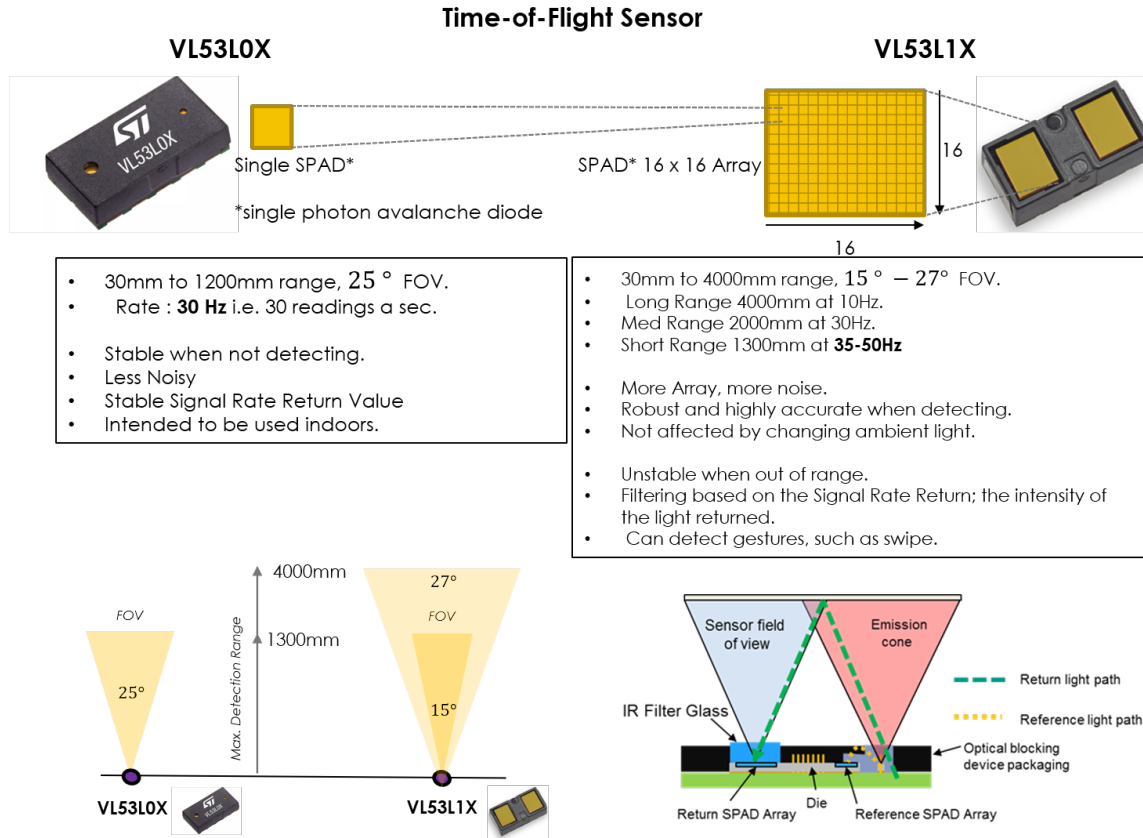 Time-of-Flight Sensor
VL53L0X
VL53L1X
ST
VL53L0X
Single SPAD*
*single photon avalanche diode
SPAD* 16 x 16 Array
16
16
• 30mm to 1200mm range, 25 ° FOV.
• Rate : 30 Hz i.e. 30 readings a sec.
• Stable when not detecting.
• Less Noisy
• Stable Signal Rate Return Value
• Intended to be used indoors.
• 30mm to 4000mm range, 15 ° – 27° FOV.
• Long Range 4000mm at 10Hz.
• Med Range 2000mm at 30Hz.
• Short Range 1300mm at 35-50Hz
• More Array, more noise.
• Robust and highly accurate when detecting.
• Not affected by changing ambient light.
• Unstable when out of range.
• Filtering based on the Signal Rate Return; the intensity of
the light returned.
• Can detect gestures, such as swipe.
FOV
25°
Max. Detection Range
4000mm
1300mm
27°
FOV
15°
VL53L0X
ST
VL53L0X
VL53L1X
Sensor field
of view
Emission
cone
Return light path
Reference light path
IR Filter Glass
Optical blocking
device packaging
Return SPAD Array
Die
Reference SPAD Array